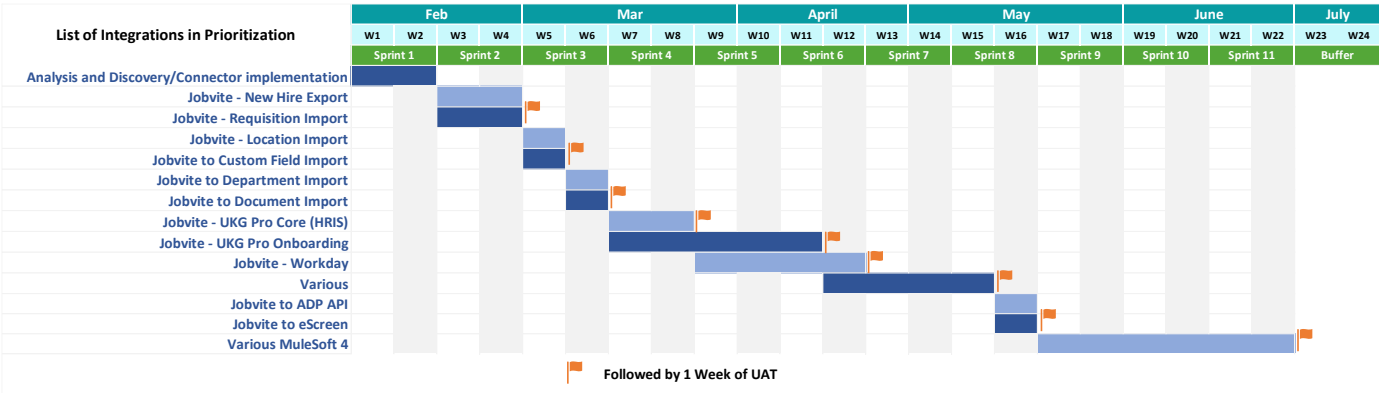 Feb Mar April May June July
List of Integrations in Prioritization W1 W2 W3 W4 W5 W6 W7 W8 W9 W10 W11 W12 W13 W14 W15 W16 W17 W18 W19 W20 W21 W22 W23 W24
Sprint 1 Sprint 2 Sprint 3 Sprint 4 Sprint 5 Sprint 6 Sprint 7 Sprint 8 Sprint 9 Sprint 10 Sprint 11 Buffer
Analysis and Discovery/Connector implementation
Jobvite - New Hire Export
Jobvite - Requisition Import
Jobvite - Location Import
Jobvite to Custom Field Import
Jobvite to Department Import
Jobvite to Document Import
Jobvite - UKG Pro Core (HRIS)
Jobvite - UKG Pro Onboarding
Jobvite - Workday
Various
Jobvite to ADP API
Jobvite to eScreen
Various MuleSoft 4
Followed by 1 Week of UAT